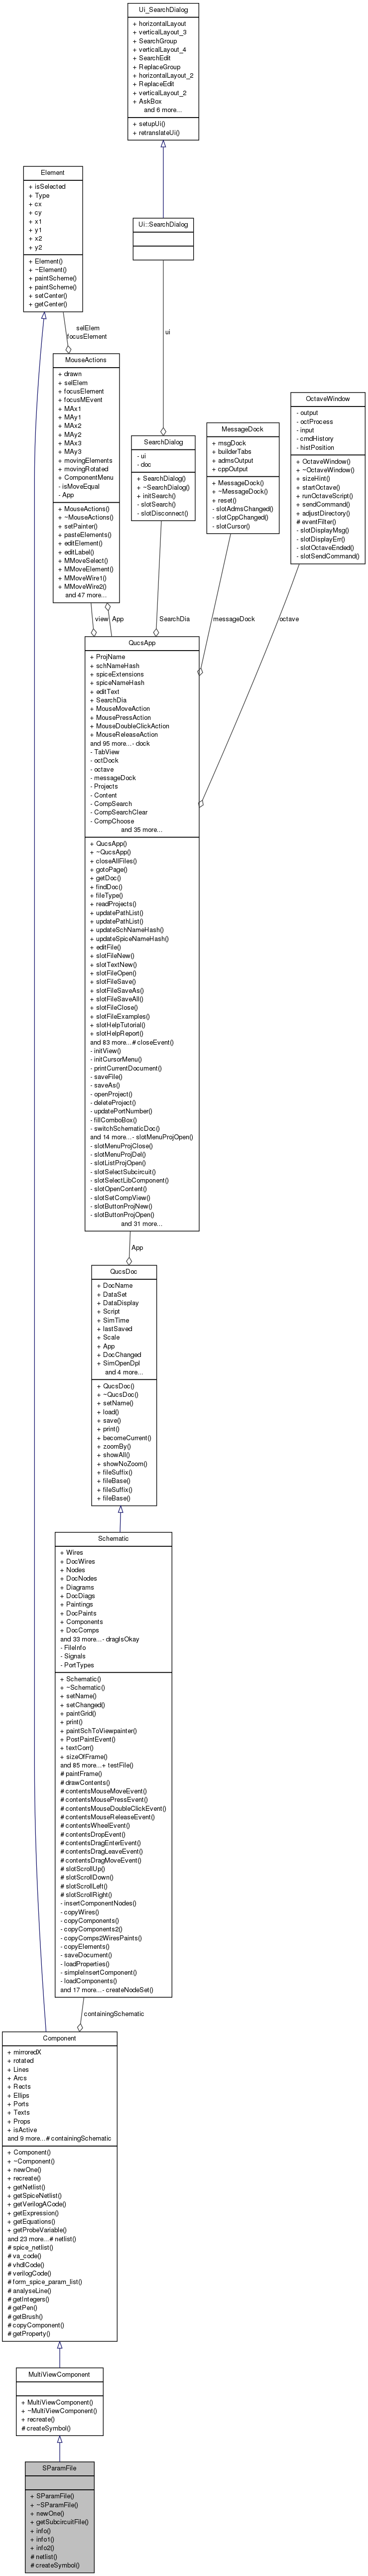 Ui_SearchDialog
+ horizontalLayout
+ verticalLayout_3
+ SearchGroup
+ verticalLayout_4
+ SearchEdit
+ ReplaceGroup
+ horizontalLayout_2
+ ReplaceEdit
+ verticalLayout_2
+ AskBox
and 6 more...
+ setupUi()
+ retranslateUi()
Element
+ isSelected
+ Type
+ cx
+ cy
+ x1
+ y1
+ x2
+ y2
+ Element()
+ ~Element()
+ paintScheme()
+ paintScheme()
+ setCenter()
+ getCenter()
Ui::SearchDialog
selElem
focusElement
ui
MouseActions
+ drawn
+ selElem
+ focusElement
+ focusMEvent
+ MAx1
+ MAy1
+ MAx2
+ MAy2
+ MAx3
+ MAy3
+ movingElements
+ movingRotated
+ ComponentMenu
- isMoveEqual
- App
+ MouseActions()
+ ~MouseActions()
+ setPainter()
+ pasteElements()
+ editElement()
+ editLabel()
+ MMoveSelect()
+ MMoveElement()
+ MMoveWire1()
+ MMoveWire2()
and 47 more...
SearchDialog
- ui
- doc
+ SearchDialog()
+ ~SearchDialog()
+ initSearch()
- slotSearch()
- slotDisconnect()
MessageDock
+ msgDock
+ builderTabs
+ admsOutput
+ cppOutput
+ MessageDock()
+ ~MessageDock()
+ reset()
- slotAdmsChanged()
- slotCppChanged()
- slotCursor()
OctaveWindow
- output
- octProcess
- input
- cmdHistory
- histPosition
+ OctaveWindow()
+ ~OctaveWindow()
+ sizeHint()
+ startOctave()
+ runOctaveScript()
+ sendCommand()
+ adjustDirectory()
# eventFilter()
- slotDisplayMsg()
- slotDisplayErr()
- slotOctaveEnded()
- slotSendCommand()
view
App
SearchDia
messageDock
octave
QucsApp
+ ProjName
+ schNameHash
+ spiceExtensions
+ spiceNameHash
+ editText
+ SearchDia
+ MouseMoveAction
+ MousePressAction
+ MouseDoubleClickAction
+ MouseReleaseAction
and 95 more...- dock
- TabView
- octDock
- octave
- messageDock
- Projects
- Content
- CompSearch
- CompSearchClear
- CompChoose
and 35 more...
+ QucsApp()
+ ~QucsApp()
+ closeAllFiles()
+ gotoPage()
+ getDoc()
+ findDoc()
+ fileType()
+ readProjects()
+ updatePathList()
+ updatePathList()
+ updateSchNameHash()
+ updateSpiceNameHash()
+ editFile()
+ slotFileNew()
+ slotTextNew()
+ slotFileOpen()
+ slotFileSave()
+ slotFileSaveAs()
+ slotFileSaveAll()
+ slotFileClose()
+ slotFileExamples()
+ slotHelpTutorial()
+ slotHelpReport()
and 83 more...# closeEvent()
- initView()
- initCursorMenu()
- printCurrentDocument()
- saveFile()
- saveAs()
- openProject()
- deleteProject()
- updatePortNumber()
- fillComboBox()
- switchSchematicDoc()
and 14 more...- slotMenuProjOpen()
- slotMenuProjClose()
- slotMenuProjDel()
- slotListProjOpen()
- slotSelectSubcircuit()
- slotSelectLibComponent()
- slotOpenContent()
- slotSetCompView()
- slotButtonProjNew()
- slotButtonProjOpen()
and 31 more...
App
QucsDoc
+ DocName
+ DataSet
+ DataDisplay
+ Script
+ SimTime
+ lastSaved
+ Scale
+ App
+ DocChanged
+ SimOpenDpl
and 4 more...
+ QucsDoc()
+ ~QucsDoc()
+ setName()
+ load()
+ save()
+ print()
+ becomeCurrent()
+ zoomBy()
+ showAll()
+ showNoZoom()
+ fileSuffix()
+ fileBase()
+ fileSuffix()
+ fileBase()
Schematic
+ Wires
+ DocWires
+ Nodes
+ DocNodes
+ Diagrams
+ DocDiags
+ Paintings
+ DocPaints
+ Components
+ DocComps
and 33 more...- dragIsOkay
- FileInfo
- Signals
- PortTypes
+ Schematic()
+ ~Schematic()
+ setName()
+ setChanged()
+ paintGrid()
+ print()
+ paintSchToViewpainter()
+ PostPaintEvent()
+ textCorr()
+ sizeOfFrame()
and 85 more...+ testFile()
# paintFrame()
# drawContents()
# contentsMouseMoveEvent()
# contentsMousePressEvent()
# contentsMouseDoubleClickEvent()
# contentsMouseReleaseEvent()
# contentsWheelEvent()
# contentsDropEvent()
# contentsDragEnterEvent()
# contentsDragLeaveEvent()
# contentsDragMoveEvent()
# slotScrollUp()
# slotScrollDown()
# slotScrollLeft()
# slotScrollRight()
- insertComponentNodes()
- copyWires()
- copyComponents()
- copyComponents2()
- copyComps2WiresPaints()
- copyElements()
- saveDocument()
- loadProperties()
- simpleInsertComponent()
- loadComponents()
and 17 more...- createNodeSet()
containingSchematic
Component
+ mirroredX
+ rotated
+ Lines
+ Arcs
+ Rects
+ Ellips
+ Ports
+ Texts
+ Props
+ isActive
and 9 more...# containingSchematic
+ Component()
+ ~Component()
+ newOne()
+ recreate()
+ getNetlist()
+ getSpiceNetlist()
+ getVerilogACode()
+ getExpression()
+ getEquations()
+ getProbeVariable()
and 23 more...# netlist()
# spice_netlist()
# va_code()
# vhdlCode()
# verilogCode()
# form_spice_param_list()
# analyseLine()
# getIntegers()
# getPen()
# getBrush()
# copyComponent()
# getProperty()
MultiViewComponent
+ MultiViewComponent()
+ ~MultiViewComponent()
+ recreate()
# createSymbol()
SParamFile
+ SParamFile()
+ ~SParamFile()
+ newOne()
+ getSubcircuitFile()
+ info()
+ info1()
+ info2()
# netlist()
# createSymbol()